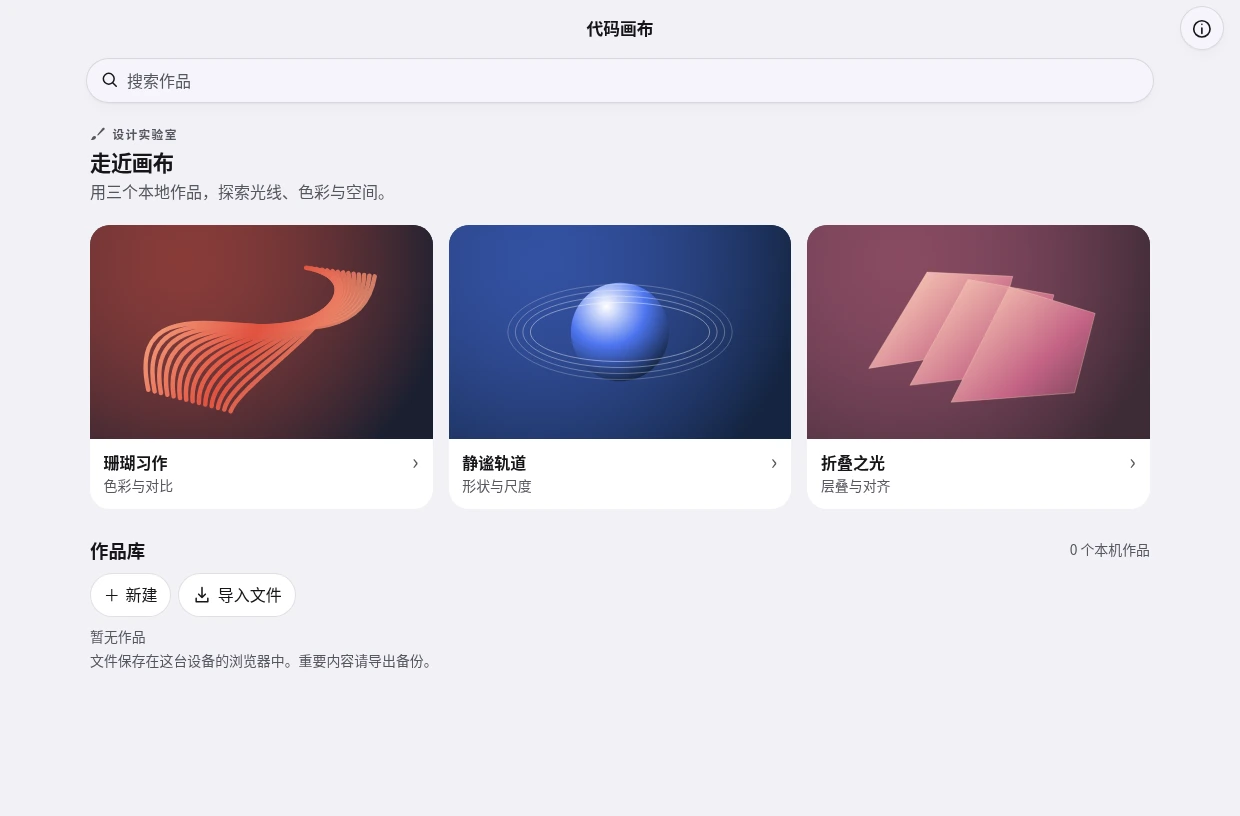 代码画布
搜索作品
设计实验室
走近画布
用三个本地作品，探索光线、色彩与空间。
珊瑚习作
色彩与对比
静谧轨道
形状与尺度
折叠之光
层叠与对齐
作品库
0 个本机作品
新建
导入文件
暂无作品
文件保存在这台设备的浏览器中。重要内容请导出备份。